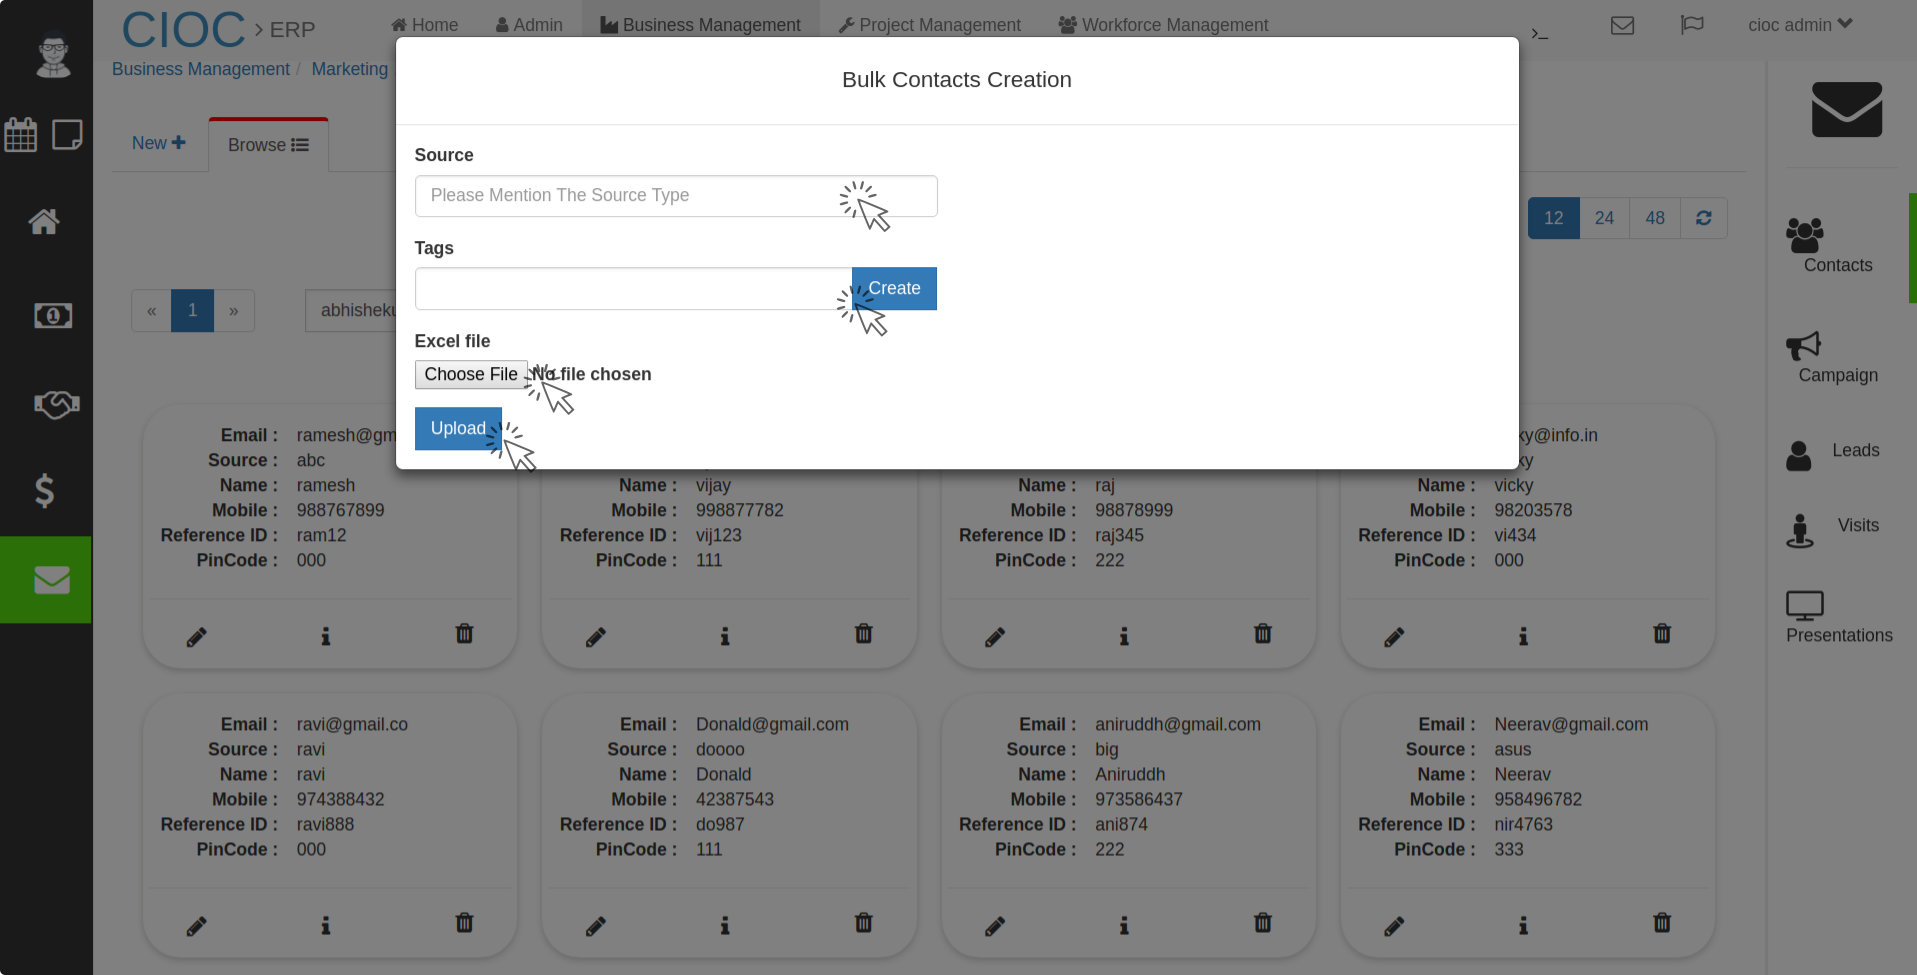 CIOC > ERP
Home
Admin
Business Management
Project Management
Workforce Management
>_
cioc admin
Business Management / Marketing
Bulk Contacts Creation
New
Browse
Source
Please Mention The Source Type
12
24
48
Tags
Create
Contacts
«
1
»
abhisheku
Excel file
Choose File No file chosen
Campaign
Upload
Leads
Visits
Presentations
Email : ramesh@gm
Source : abc
Name : ramesh
Mobile : 988767899
Reference ID : ram12
PinCode : 000
Name : vijay
Mobile : 998877782
Reference ID : vij123
PinCode : 111
Name : raj
Mobile : 98878999
Reference ID : raj345
PinCode : 222
ky@info.in
ky
Name : vicky
Mobile : 98203578
Reference ID : vi434
PinCode : 000
Email : ravi@gmail.co
Source : ravi
Name : ravi
Mobile : 974388432
Reference ID : ravi888
PinCode : 000
Email : Donald@gmail.com
Source : doooo
Name : Donald
Mobile : 42387543
Reference ID : do987
PinCode : 111
Email : aniruddh@gmail.com
Source : big
Name : Aniruddh
Mobile : 973586437
Reference ID : ani874
PinCode : 222
Email : Neerav@gmail.com
Source : asus
Name : Neerav
Mobile : 958496782
Reference ID : nir4763
PinCode : 333